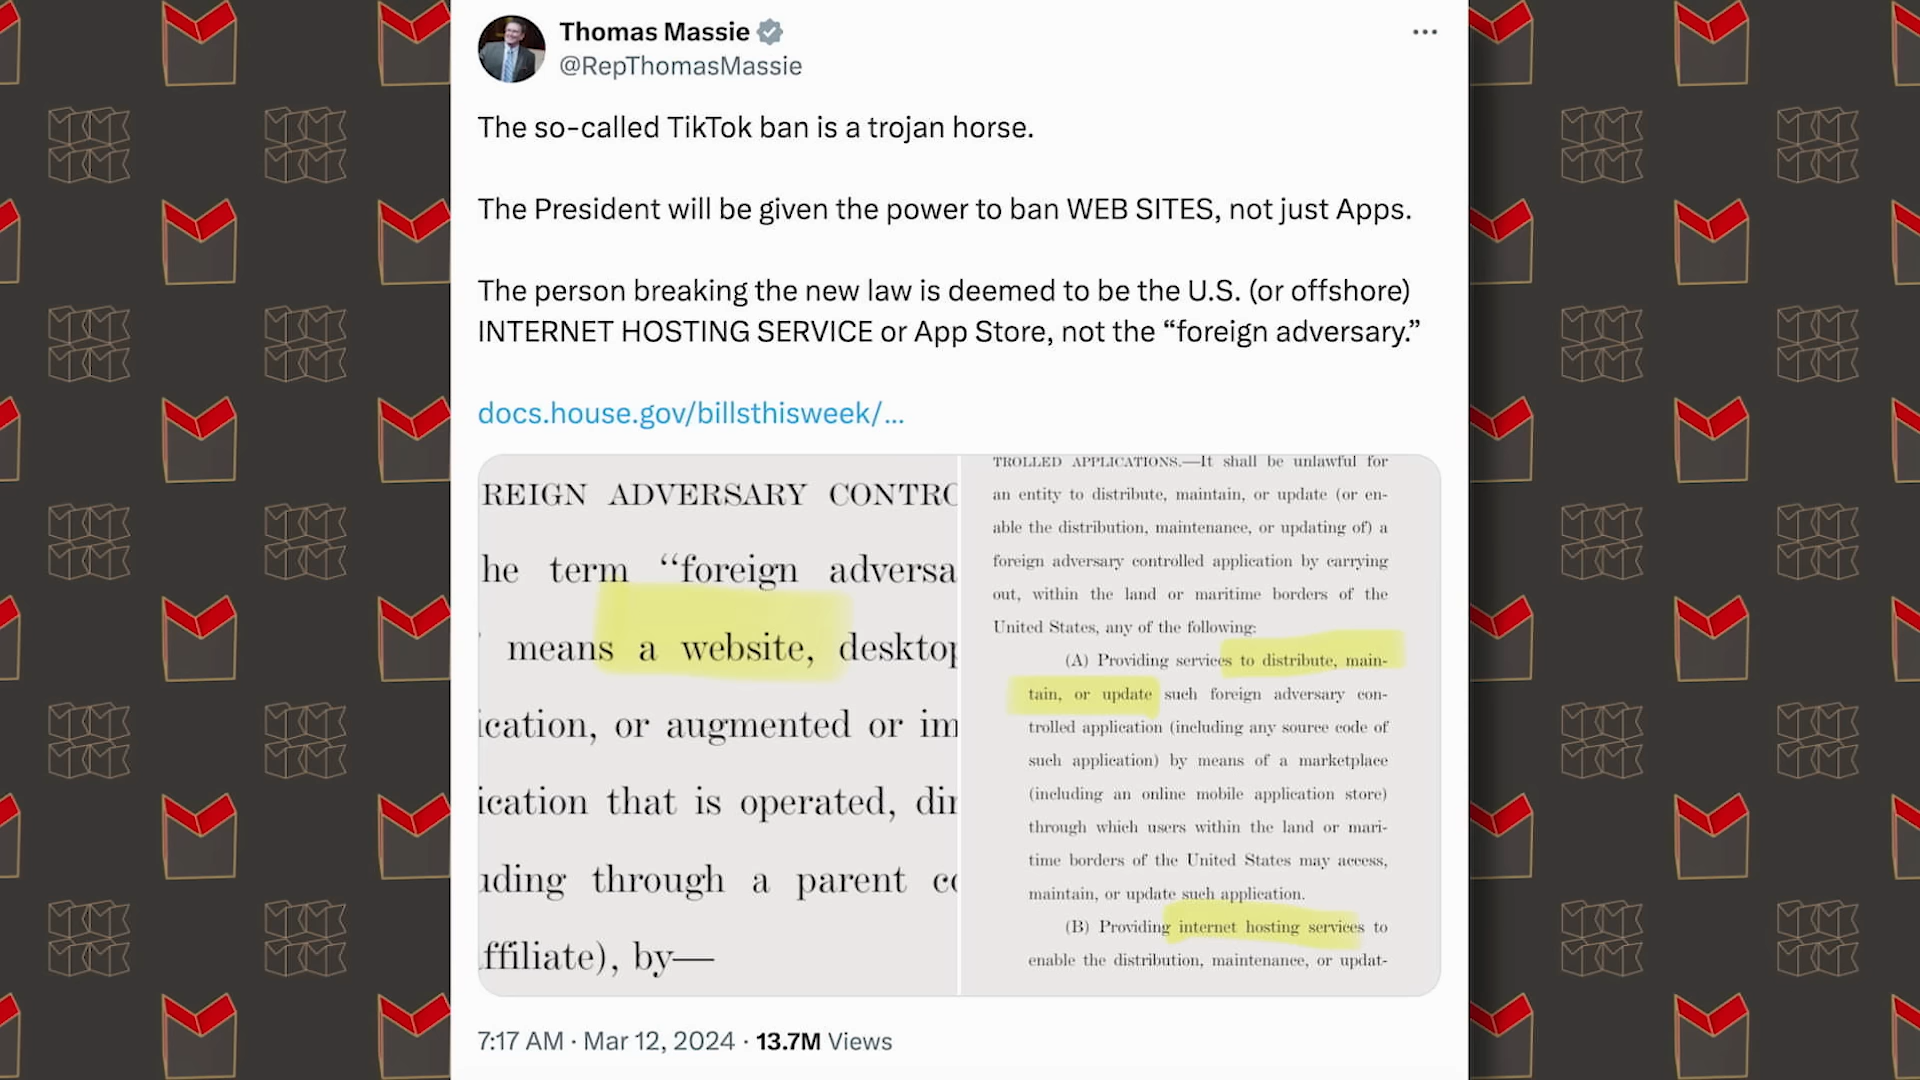 Thomas Massie
@RepThomasMassie
The so-called TikTok ban is a trojan horse.
The President will be given the power to ban WEB SITES, not just Apps.
The person breaking the new law is deemed to be the U.S. (or offshore)
INTERNET HOSTING SERVICE or App Store, not the “foreign adversary.”
docs.house.gov/billsthisweek/...
REIGN ADVERSARY CONTRO
he term “foreign adversa
means a website, desktop
ication, or augmented or im
ication that is operated, dir
uding through a parent co
ffiliate), by—
TROLLED APPLICATIONS.—It shall be unlawful for
an entity to distribute, maintain, or update (or en-
able the distribution, maintenance, or updating of) a
foreign adversary controlled application by carrying
out, within the land or maritime borders of the
United States, any of the following:
(A) Providing services to distribute, main-
tain, or update such foreign adversary con-
trolled application (including any source code of
such application) by means of a marketplace
(including an online mobile application store)
through which users within the land or mari-
time borders of the United States may access,
maintain, or update such application.
(B) Providing internet hosting services to
enable the distribution, maintenance, or updat-
7:17 AM · Mar 12, 2024 · 13.7M Views